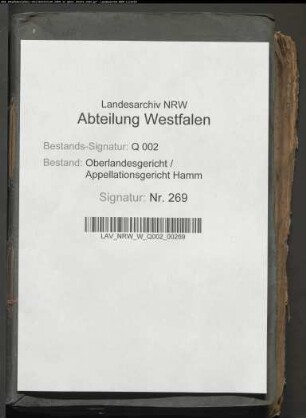 Landesarchiv NRW
Abteilung Westfalen
Bestands-Signatur: Q 002
Bestand: Oberlandesgericht /
Appellationsgericht Hamm
Signatur: Nr. 269
LAV_NRW_W_Q002_00269